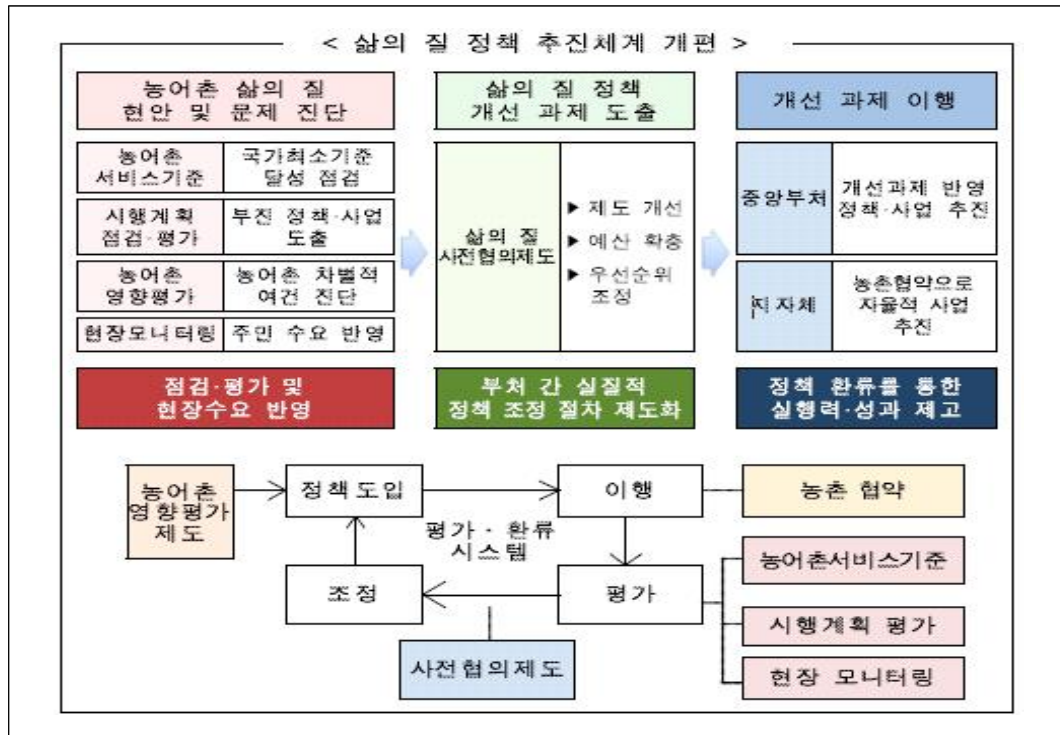 < 삶의 질 정책 추진체계 개편 >
농어촌 삶의 질
현안 및 문제 진단
농어촌
서비스기준
국가최소기준
달성 점검
시행계획
점검·평가
부진 정책·사업
도출
농어촌
영향평가
농어촌 차별적
여건 진단
현장모니터링
주민 수요 반영
점검·평가 및
현장수요 반영
삶의 질 정책
개선 과제 도출
삶의 질
사전협의제도
▶ 제도 개선
▶ 예산 확충
▶ 우선순위
조정
부처 간 실질적
정책 조정 절차 제도화
개선 과제 이행
중앙부처
개선과제 반영
정책·사업 추진
지자체
농촌협약으로
자율적 사업
추진
정책 환류를 통한
실행력·성과 제고
농어촌
영향평가
제도
정책도입
이행
농촌 협약
평가·환류
시스템
조정
평가
사전협의제도
농어촌서비스기준
시행계획 평가
현장 모니터링